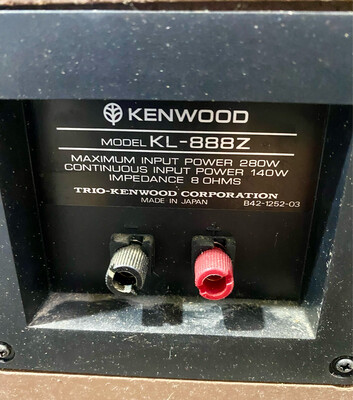 KENWOOD
MODEL KL-888Z
MAXIMUM INPUT POWER 280W
CONTINUOUS INPUT POWER 140W
IMPEDANCE 8 OHMS
TRIO-KENWOOD CORPORATION
MADE IN JAPAN B42-1252-03